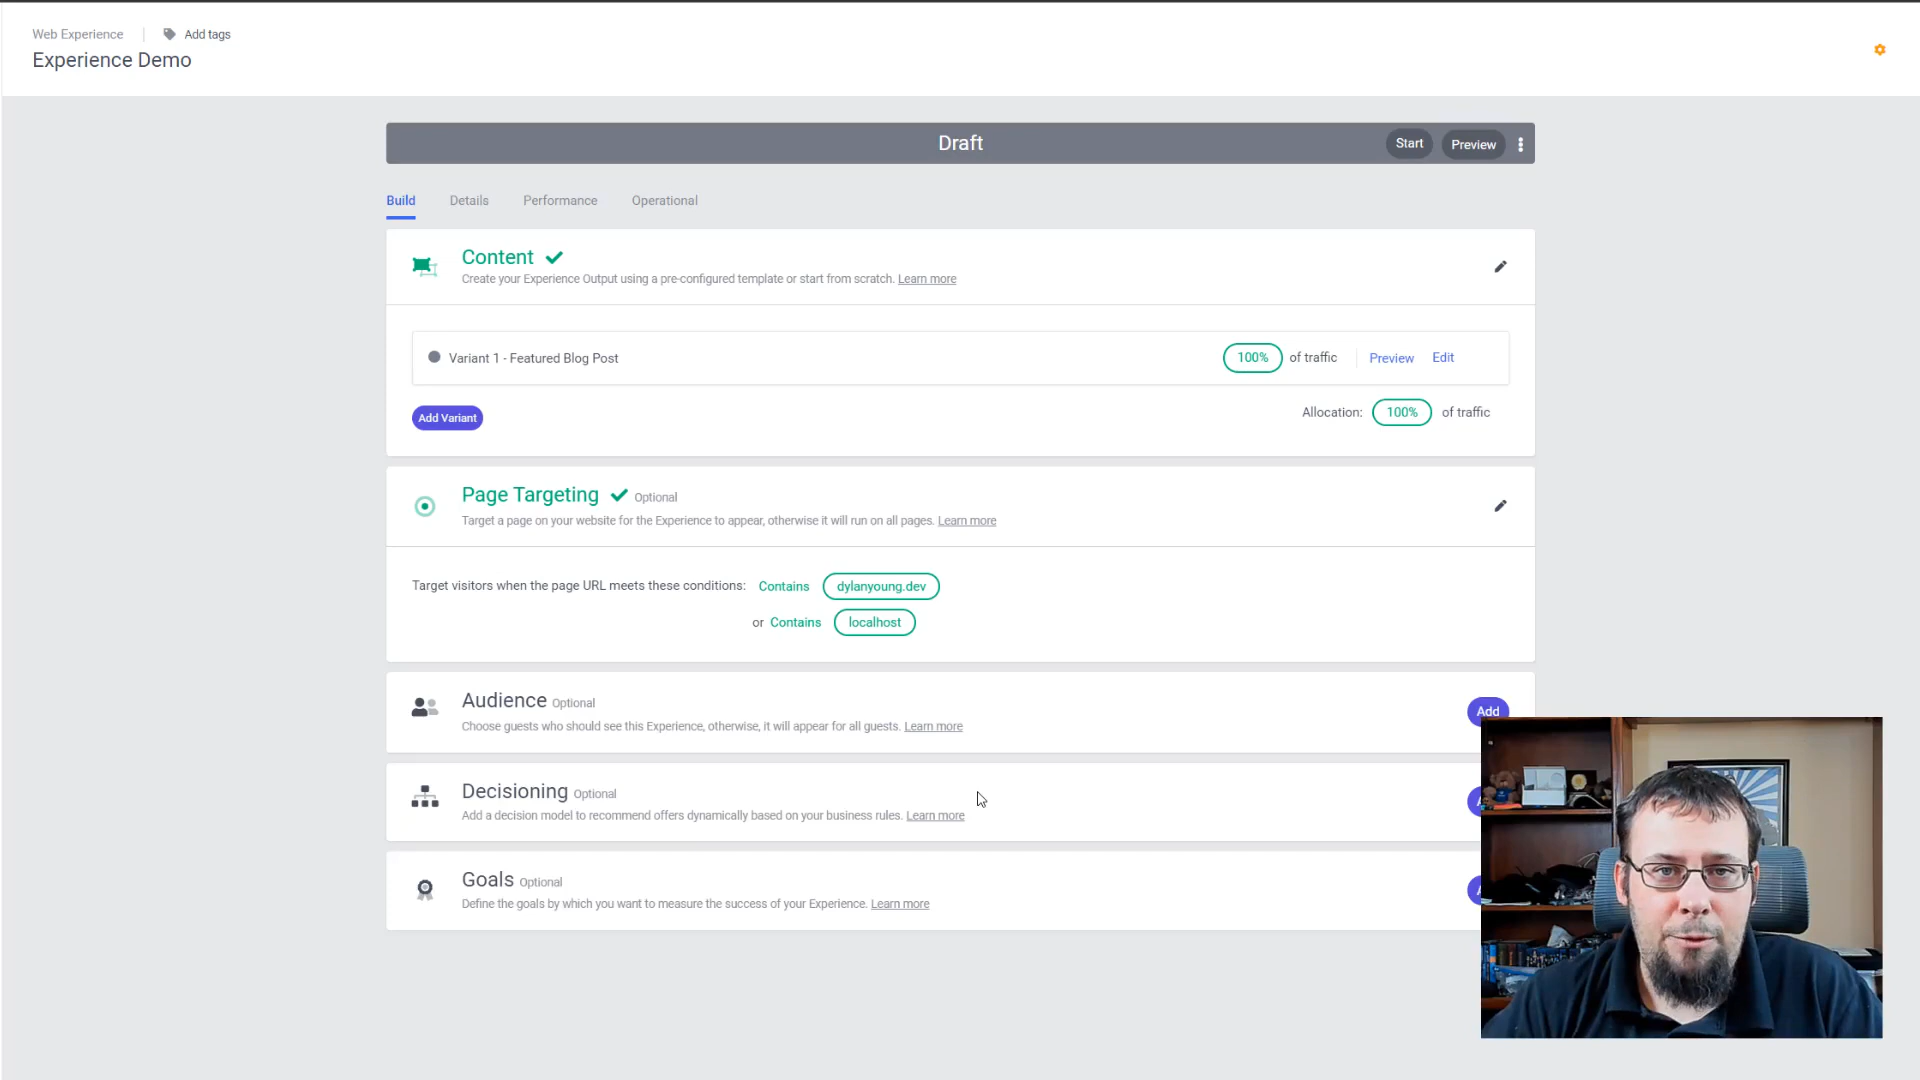 Web Experience
Add tags
Experience Demo
Draft
Start
Preview
Build
Details
Performance
Operational
Content
Create your Experience Output using a pre-configured template or start from scratch. Learn more
Variant 1 - Featured Blog Post
100% of traffic
Preview
Edit
Add Variant
Allocation: 100% of traffic
Page Targeting Optional
Target a page on your website for the Experience to appear, otherwise it will run on all pages. Learn more
Target visitors when the page URL meets these conditions: Contains dylanyoung.dev
or Contains localhost
Audience Optional
Choose guests who should see this Experience, otherwise, it will appear for all guests. Learn more
Add
Decisioning Optional
Add a decision model to recommend offers dynamically based on your business rules. Learn more
Goals Optional
Define the goals by which you want to measure the success of your Experience. Learn more